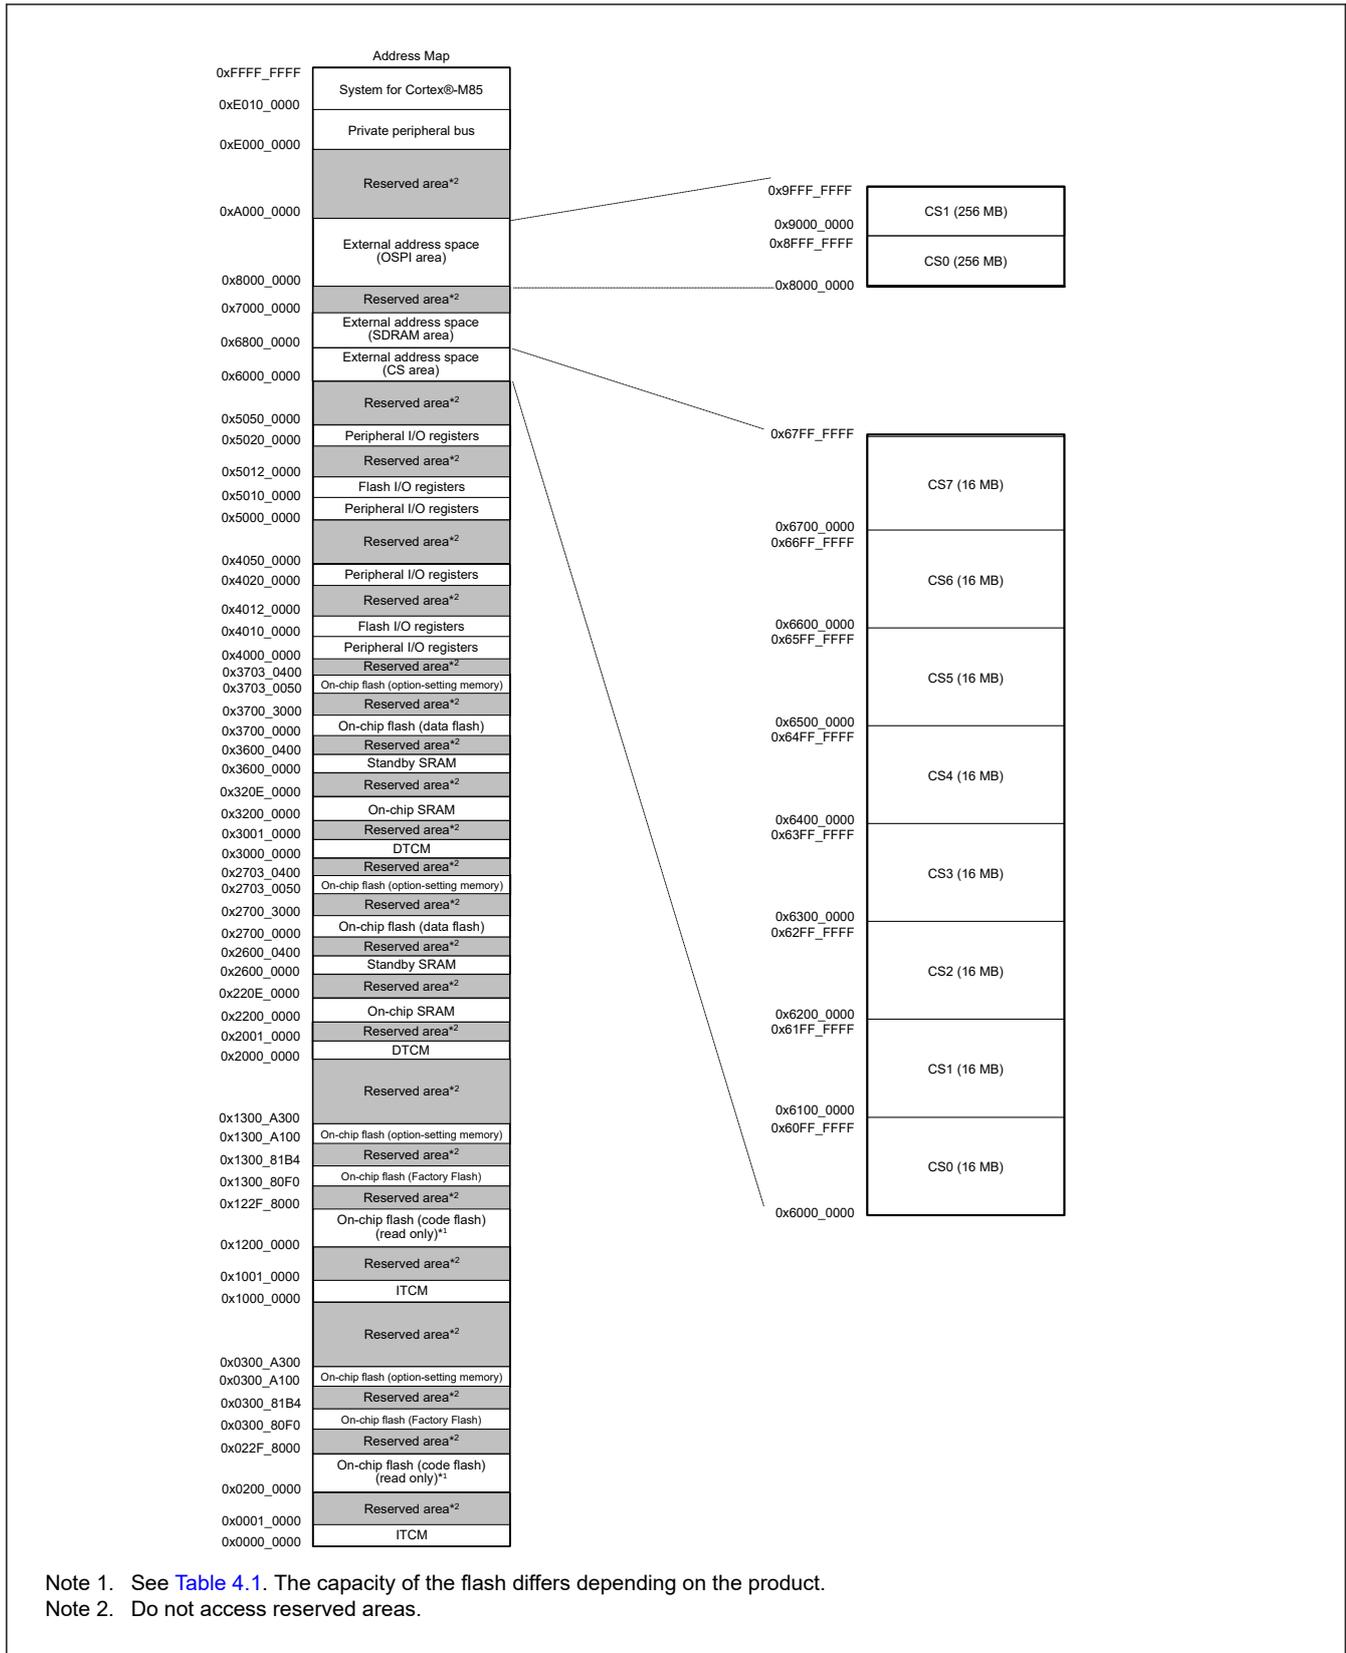 Address Map
0xFFFF_FFFF
System for Cortex®-M85
0xE010_0000
Private peripheral bus
0xE000_0000
Reserved area*2
0xA000_0000
External address space
(OSPI area)
0x8000_0000
Reserved area*2
0x7000_0000
External address space
(SDRAM area)
0x6800_0000
External address space
(CS area)
0x6000_0000
Reserved area*2
0x5050_0000
Peripheral I/O registers
0x5020_0000
Reserved area*2
0x5012_0000
Flash I/O registers
0x5010_0000
Peripheral I/O registers
0x5000_0000
Reserved area*2
0x4050_0000
Peripheral I/O registers
0x4020_0000
Reserved area*2
0x4012_0000
Flash I/O registers
0x4010_0000
Peripheral I/O registers
0x4000_0000
Reserved area*2
0x3703_0400
On-chip flash (option-setting memory)
0x3703_0050
Reserved area*2
0x3700_3000
On-chip flash (data flash)
0x3700_0000
Reserved area*2
0x3600_0400
Standby SRAM
0x3600_0000
Reserved area*2
0x320E_0000
On-chip SRAM
0x3200_0000
Reserved area*2
0x3001_0000
DTCM
0x3000_0000
Reserved area*2
0x2703_0400
On-chip flash (option-setting memory)
0x2703_0050
Reserved area*2
0x2700_3000
On-chip flash (data flash)
0x2700_0000
Reserved area*2
0x2600_0400
Standby SRAM
0x2600_0000
Reserved area*2
0x220E_0000
On-chip SRAM
0x2200_0000
Reserved area*2
0x2001_0000
DTCM
0x2000_0000
Reserved area*2
0x1300_A300
On-chip flash (option-setting memory)
0x1300_A100
Reserved area*2
0x1300_81B4
On-chip flash (Factory Flash)
0x1300_80F0
Reserved area*2
0x122F_8000
On-chip flash (code flash)
(read only)*1
0x1200_0000
Reserved area*2
0x1001_0000
ITCM
0x1000_0000
Reserved area*2
0x0300_A300
On-chip flash (option-setting memory)
0x0300_A100
Reserved area*2
0x0300_81B4
On-chip flash (Factory Flash)
0x0300_80F0
Reserved area*2
0x022F_8000
On-chip flash (code flash)
(read only)*1
0x0200_0000
Reserved area*2
0x0001_0000
ITCM
0x0000_0000
0x9FFF_FFFF
CS1 (256 MB)
0x9000_0000
0x8FFF_FFFF
CS0 (256 MB)
0x8000_0000
0x67FF_FFFF
CS7 (16 MB)
0x6700_0000
0x66FF_FFFF
CS6 (16 MB)
0x6600_0000
0x65FF_FFFF
CS5 (16 MB)
0x6500_0000
0x64FF_FFFF
CS4 (16 MB)
0x6400_0000
0x63FF_FFFF
CS3 (16 MB)
0x6300_0000
0x62FF_FFFF
CS2 (16 MB)
0x6200_0000
0x61FF_FFFF
CS1 (16 MB)
0x6100_0000
0x60FF_FFFF
CS0 (16 MB)
0x6000_0000
Note 1. See Table 4.1. The capacity of the flash differs depending on the product.
Note 2. Do not access reserved areas.